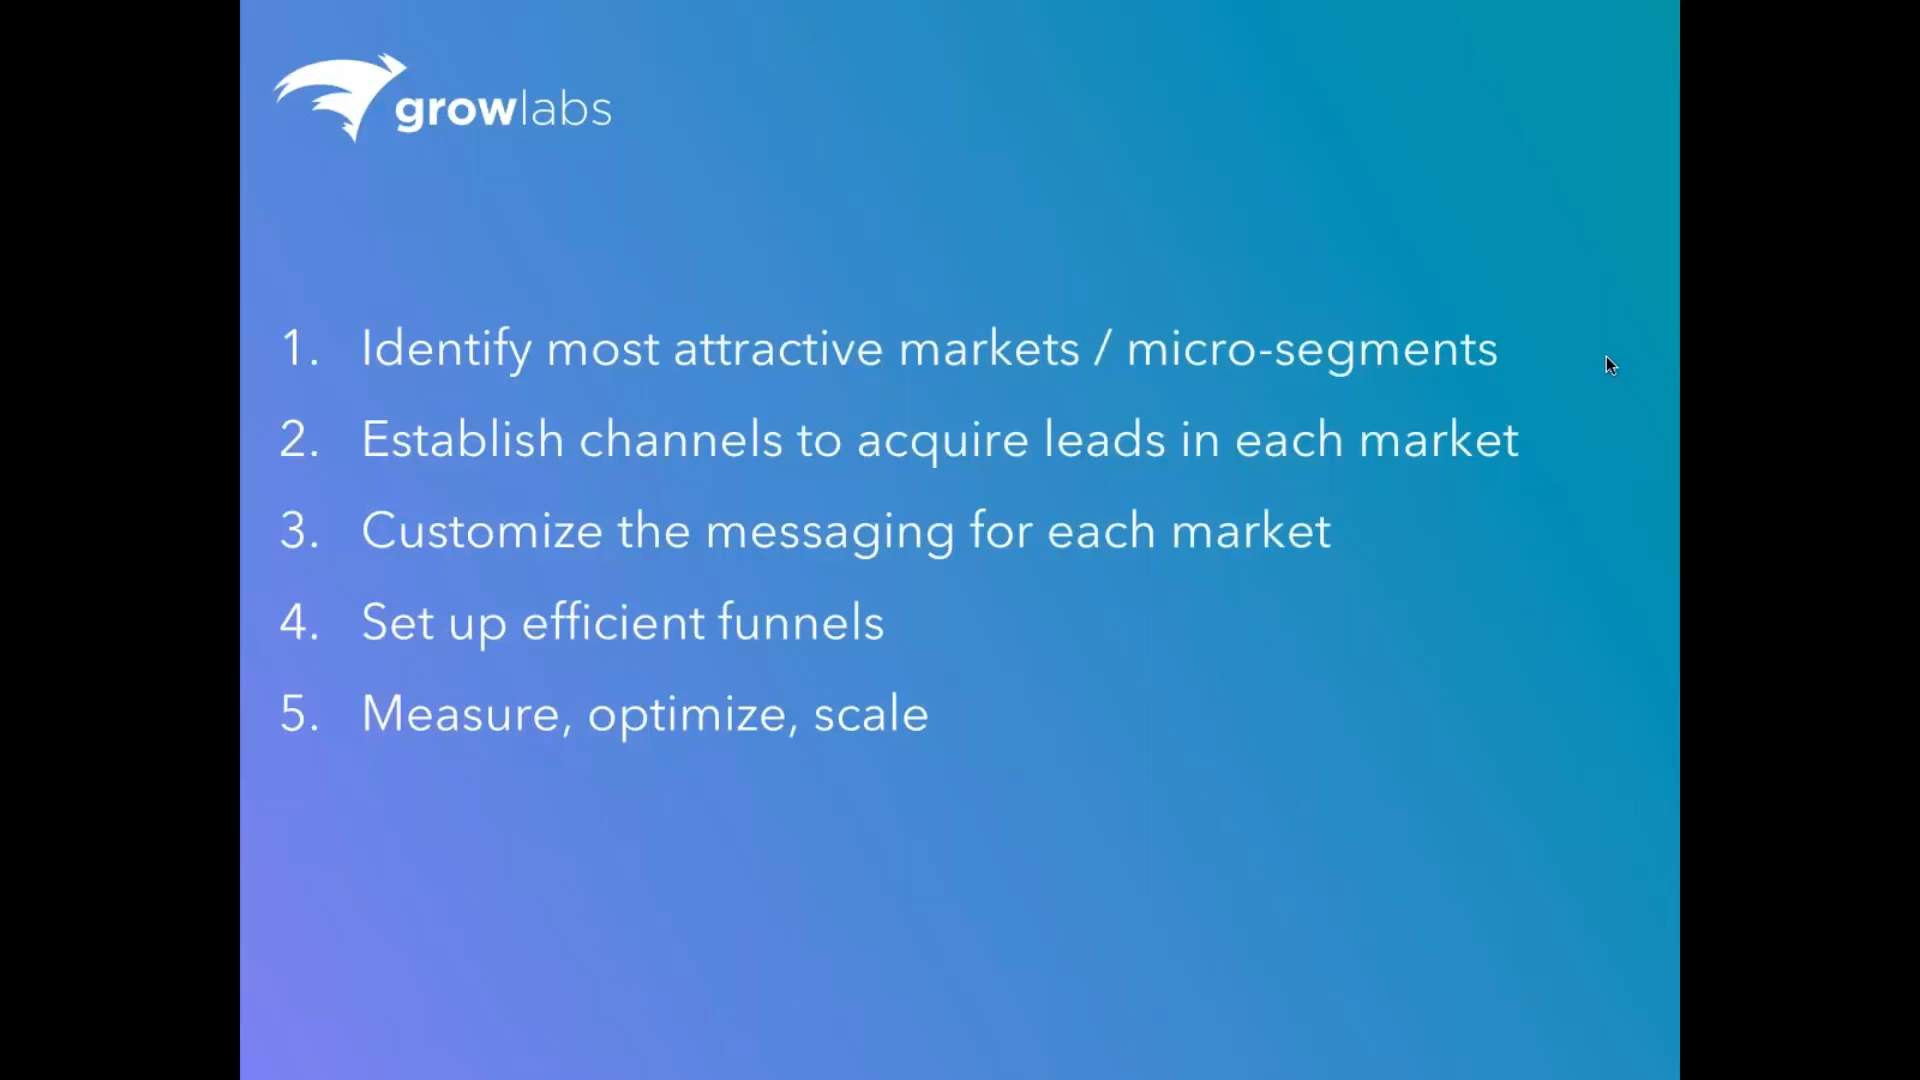 growlabs
1. Identify most attractive markets / micro-segments
2. Establish channels to acquire leads in each market
3. Customize the messaging for each market
4. Set up efficient funnels
5. Measure, optimize, scale